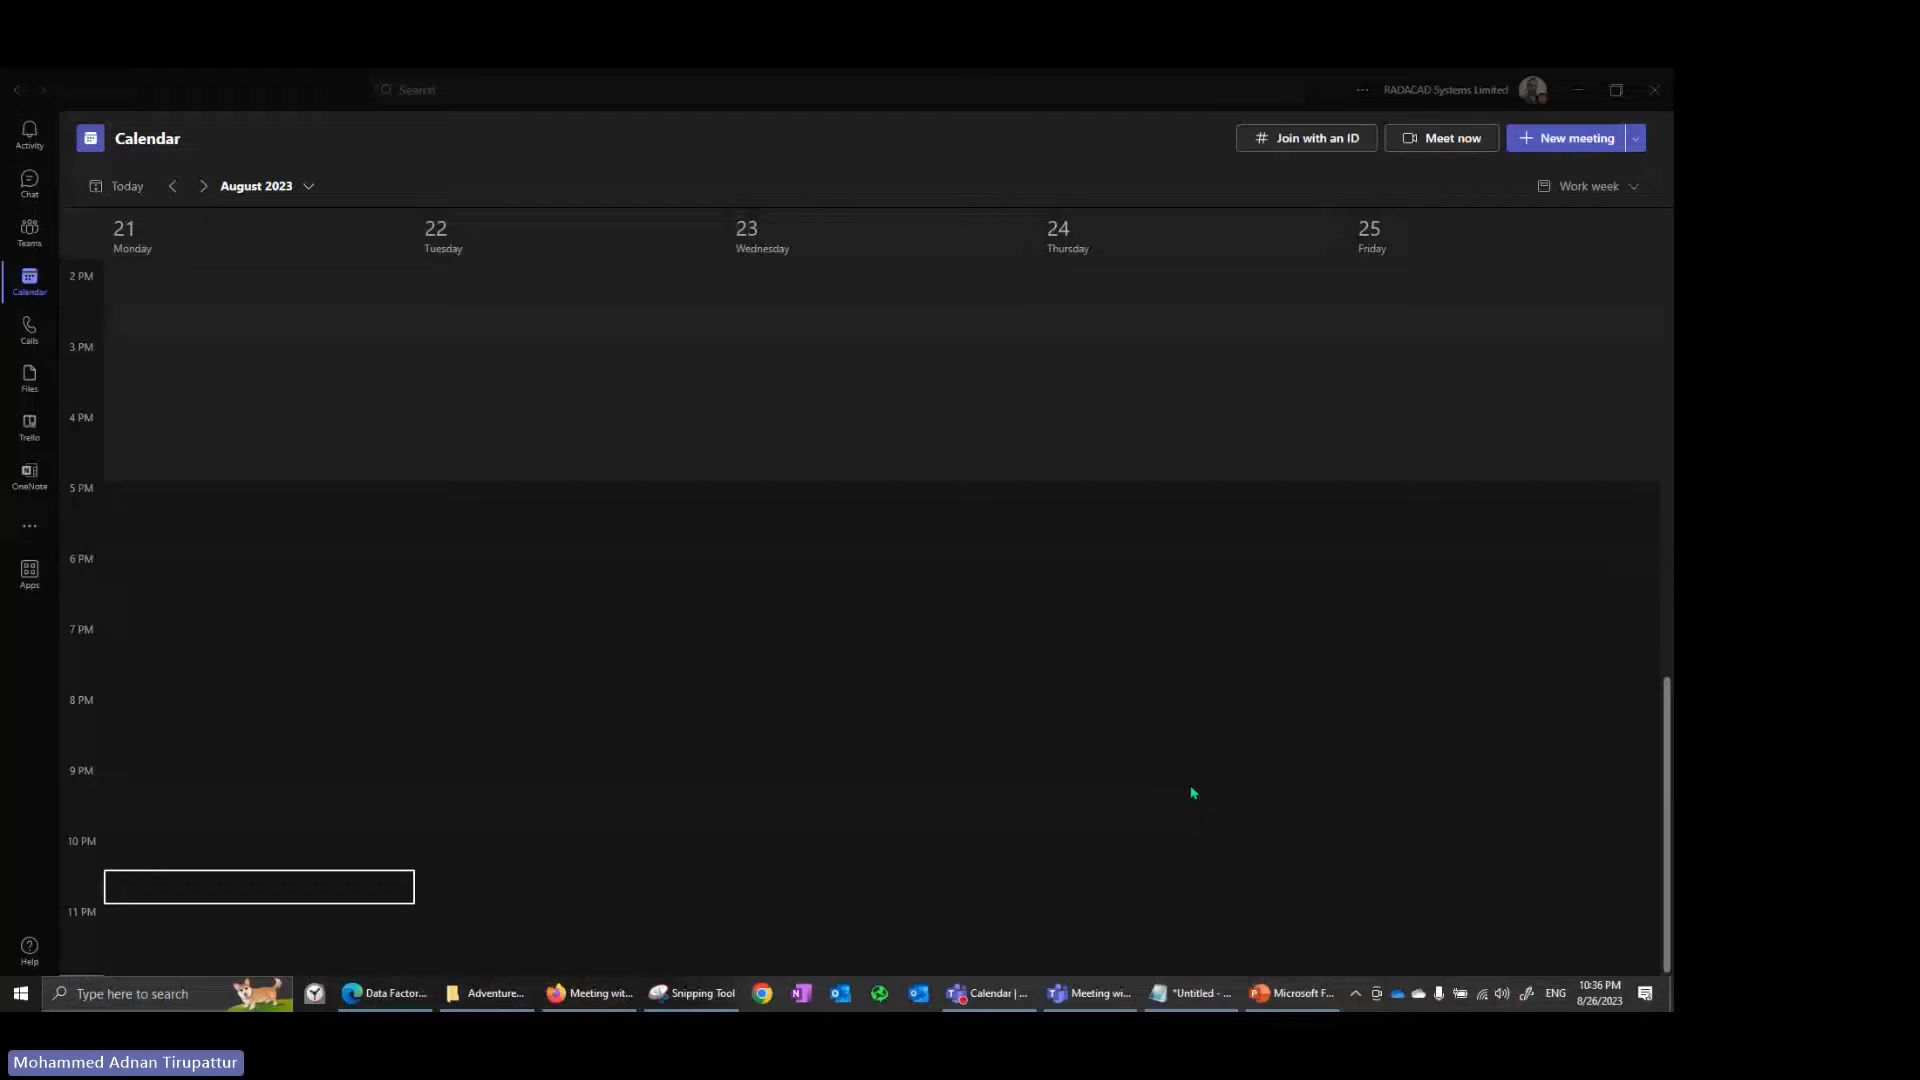 Search
RADACAD Systems Limited
Activity
Chat
Teams
Calendar
Calls
Files
Trello
OneNote
Apps
Help
Calendar
Join with an ID
Meet now
New meeting
Today
August 2023
Work week
21
Monday
22
Tuesday
23
Wednesday
24
Thursday
25
Friday
2 PM
3 PM
4 PM
5 PM
6 PM
7 PM
8 PM
9 PM
10 PM
11 PM
Type here to search
Data Factor...
Adventure...
Meeting wit...
Snipping Tool
Calendar | ...
Meeting wi...
*Untitled - ...
Microsoft F...
ENG
10:36 PM
8/26/2023
Mohammed Adnan Tirupattur